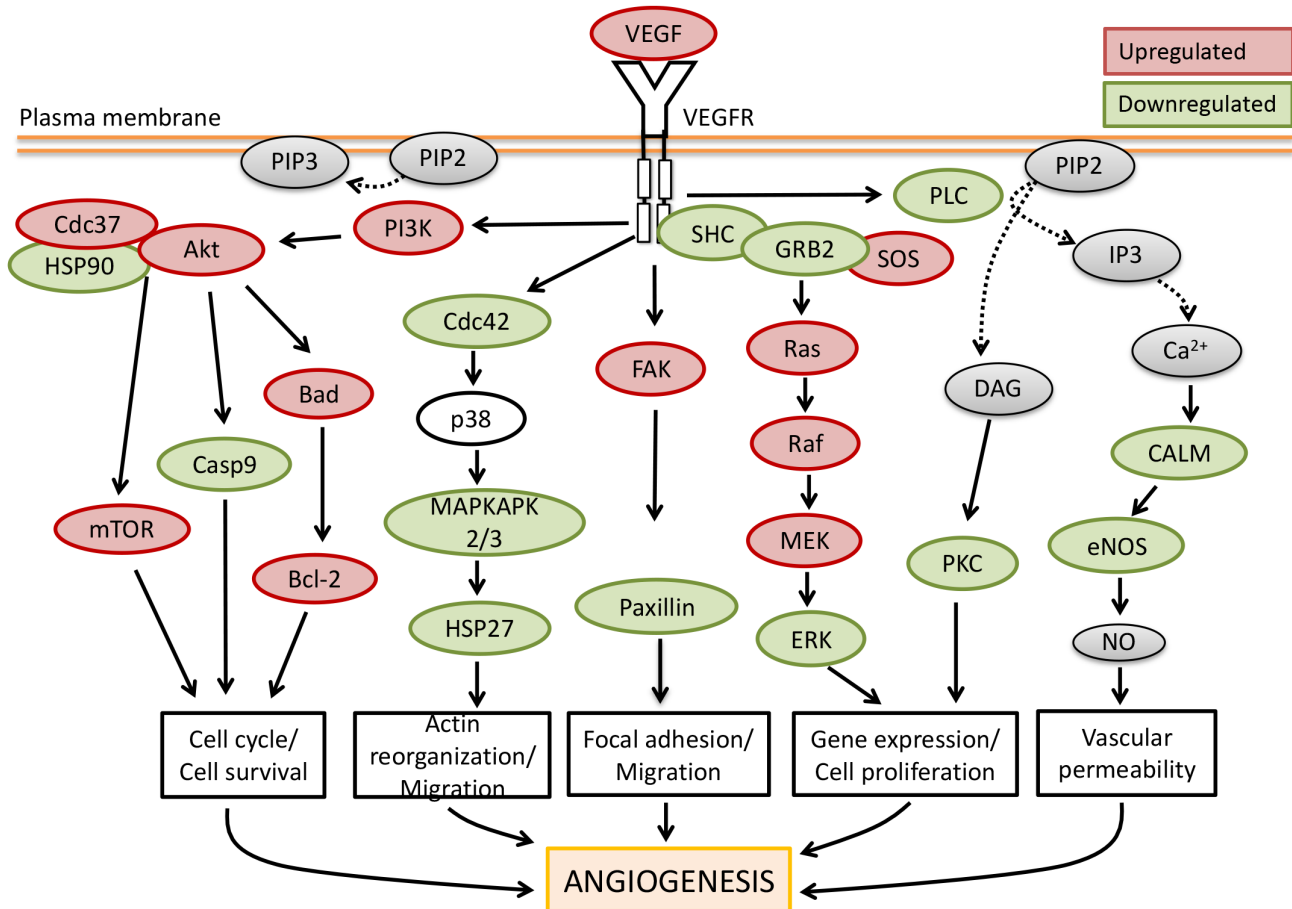 VEGF
Upregulated
Downregulated
Plasma membrane
VEGFR
PIP3
PIP2
PIP2
Cdc37
HSP90
Akt
PI3K
PLC
SHC
GRB2
SOS
IP3
Cdc42
FAK
Ras
Ca²⁺
Bad
p38
DAG
Raf
CALM
Casp9
MAPKAPK
2/3
mTOR
MEK
eNOS
Bcl-2
PKC
Paxillin
HSP27
ERK
NO
Cell cycle/
Cell survival
Actin
reorganization/
Migration
Focal adhesion/
Migration
Gene expression/
Cell proliferation
Vascular
permeability
ANGIOGENESIS